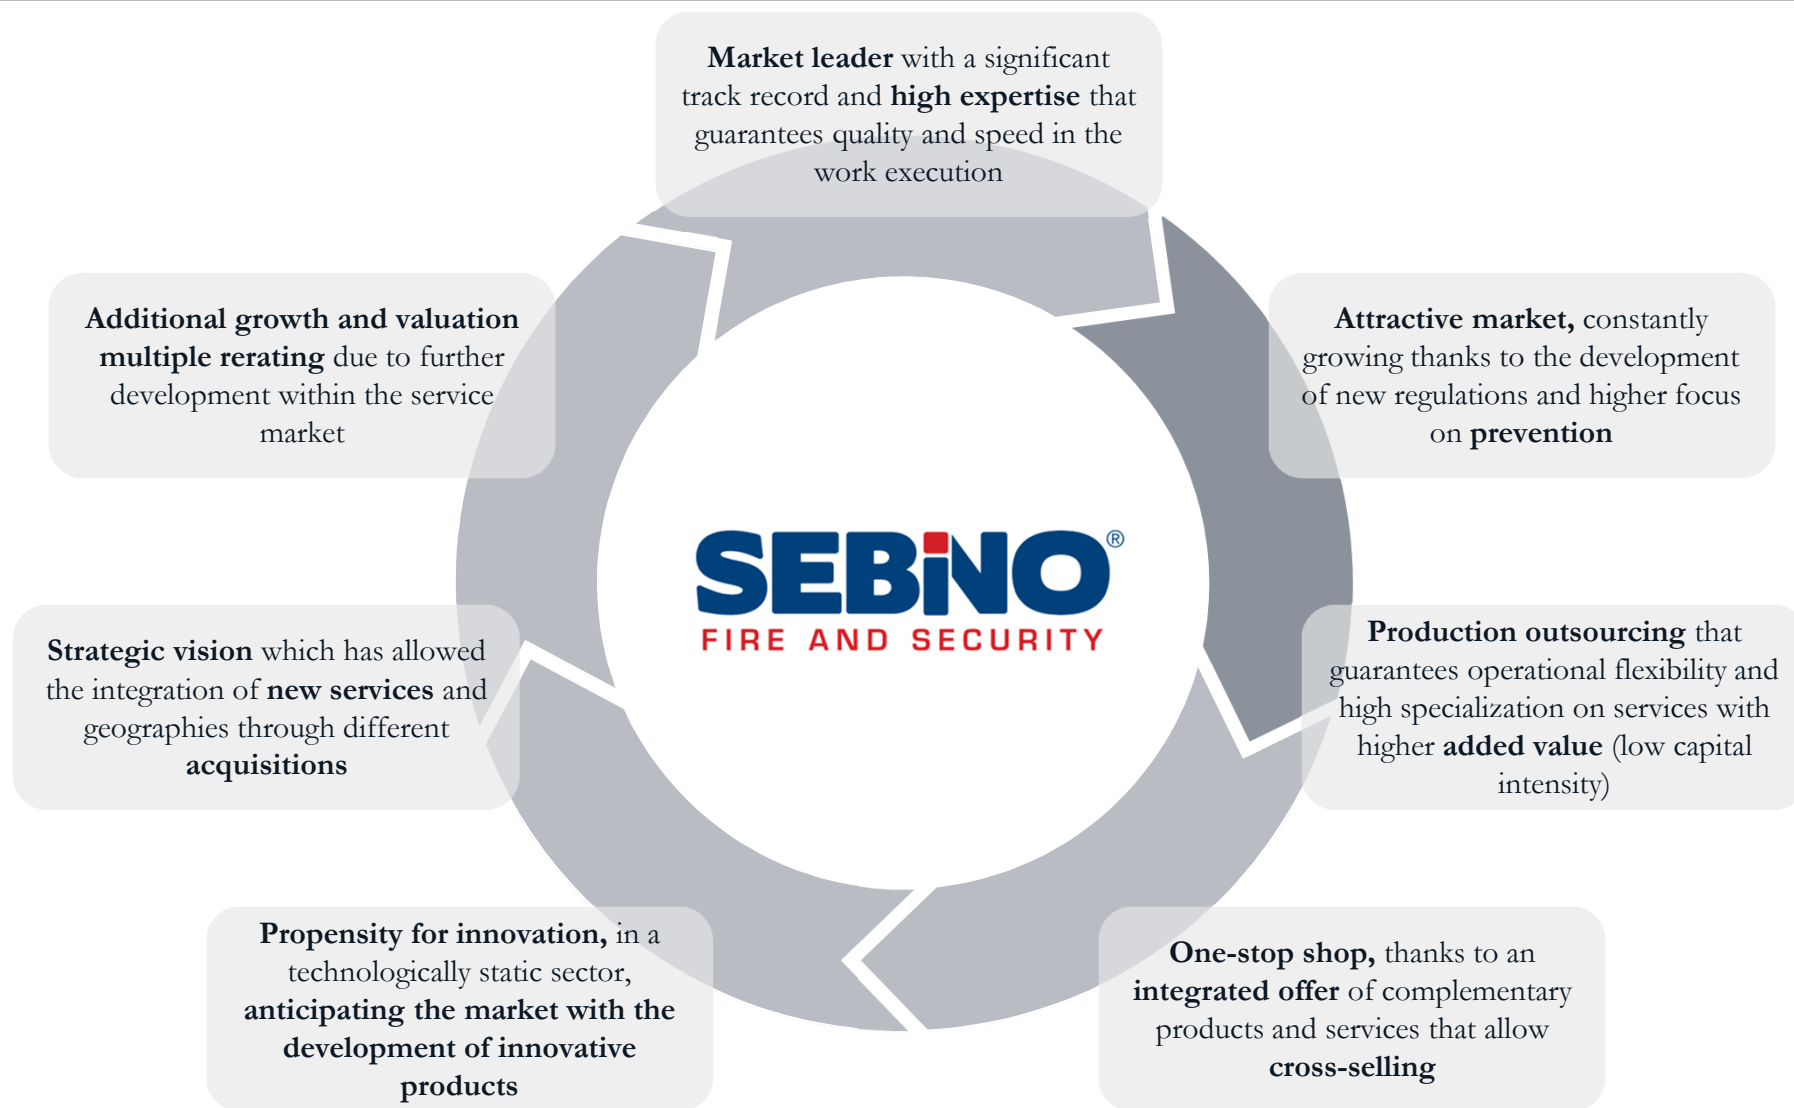 Market leader with a significant
track record and high expertise that
guarantees quality and speed in the
work execution
Attractive market, constantly
growing thanks to the development
of new regulations and higher focus
on prevention
Production outsourcing that
guarantees operational flexibility and
high specialization on services with
higher added value (low capital
intensity)
One-stop shop, thanks to an
integrated offer of complementary
products and services that allow
cross-selling
Propensity for innovation, in a
technologically static sector,
anticipating the market with the
development of innovative
products
Strategic vision which has allowed
the integration of new services and
geographies through different
acquisitions
Additional growth and valuation
multiple rerating due to further
development within the service
market
SEBiNO®
FIRE AND SECURITY